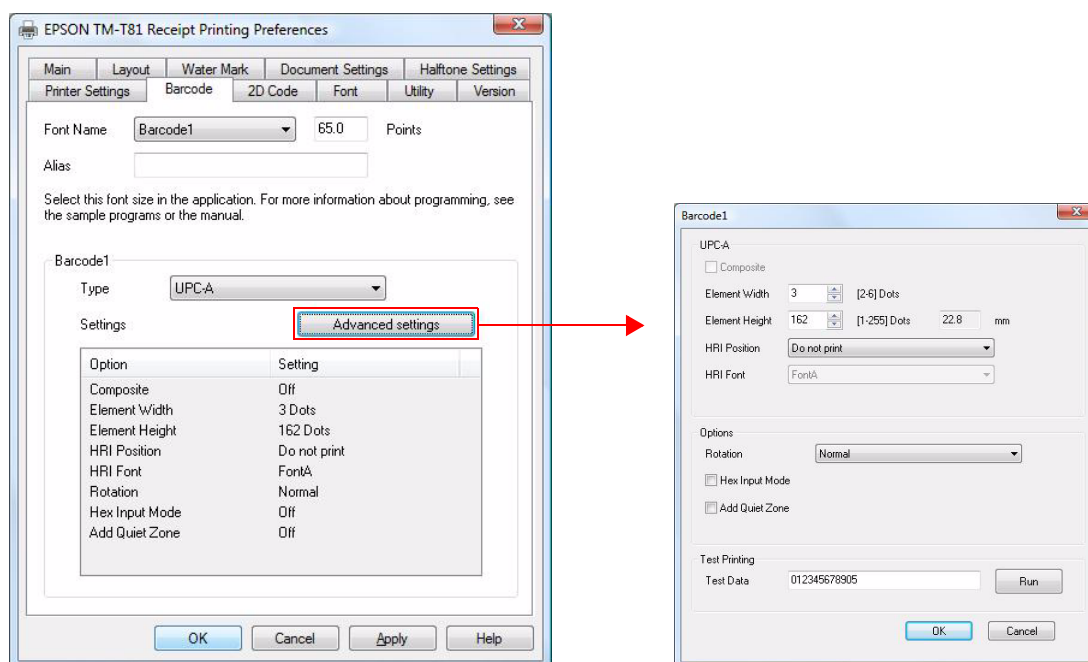 EPSON TM-T81 Receipt Printing Preferences
Main Layout Water Mark Document Settings Halftone Settings
Printer Settings Barcode 2D Code Font Utility Version
Font Name Barcode1 65.0 Points
Alias
Select this font size in the application. For more information about programming, see
the sample programs or the manual.
Barcode1
Type UPC-A
Settings Advanced settings
Option Setting
Composite Off
Element Width 3 Dots
Element Height 162 Dots
HRI Position Do not print
HRI Font FontA
Rotation Normal
Hex Input Mode Off
Add Quiet Zone Off
OK Cancel Apply Help
Barcode1
UPC-A
Composite
Element Width 3 [2-6] Dots
Element Height 162 [1-255] Dots 22.8 mm
HRI Position Do not print
HRI Font FontA
Options
Rotation Normal
Hex Input Mode
Add Quiet Zone
Test Printing
Test Data 012345678905 Run
OK Cancel